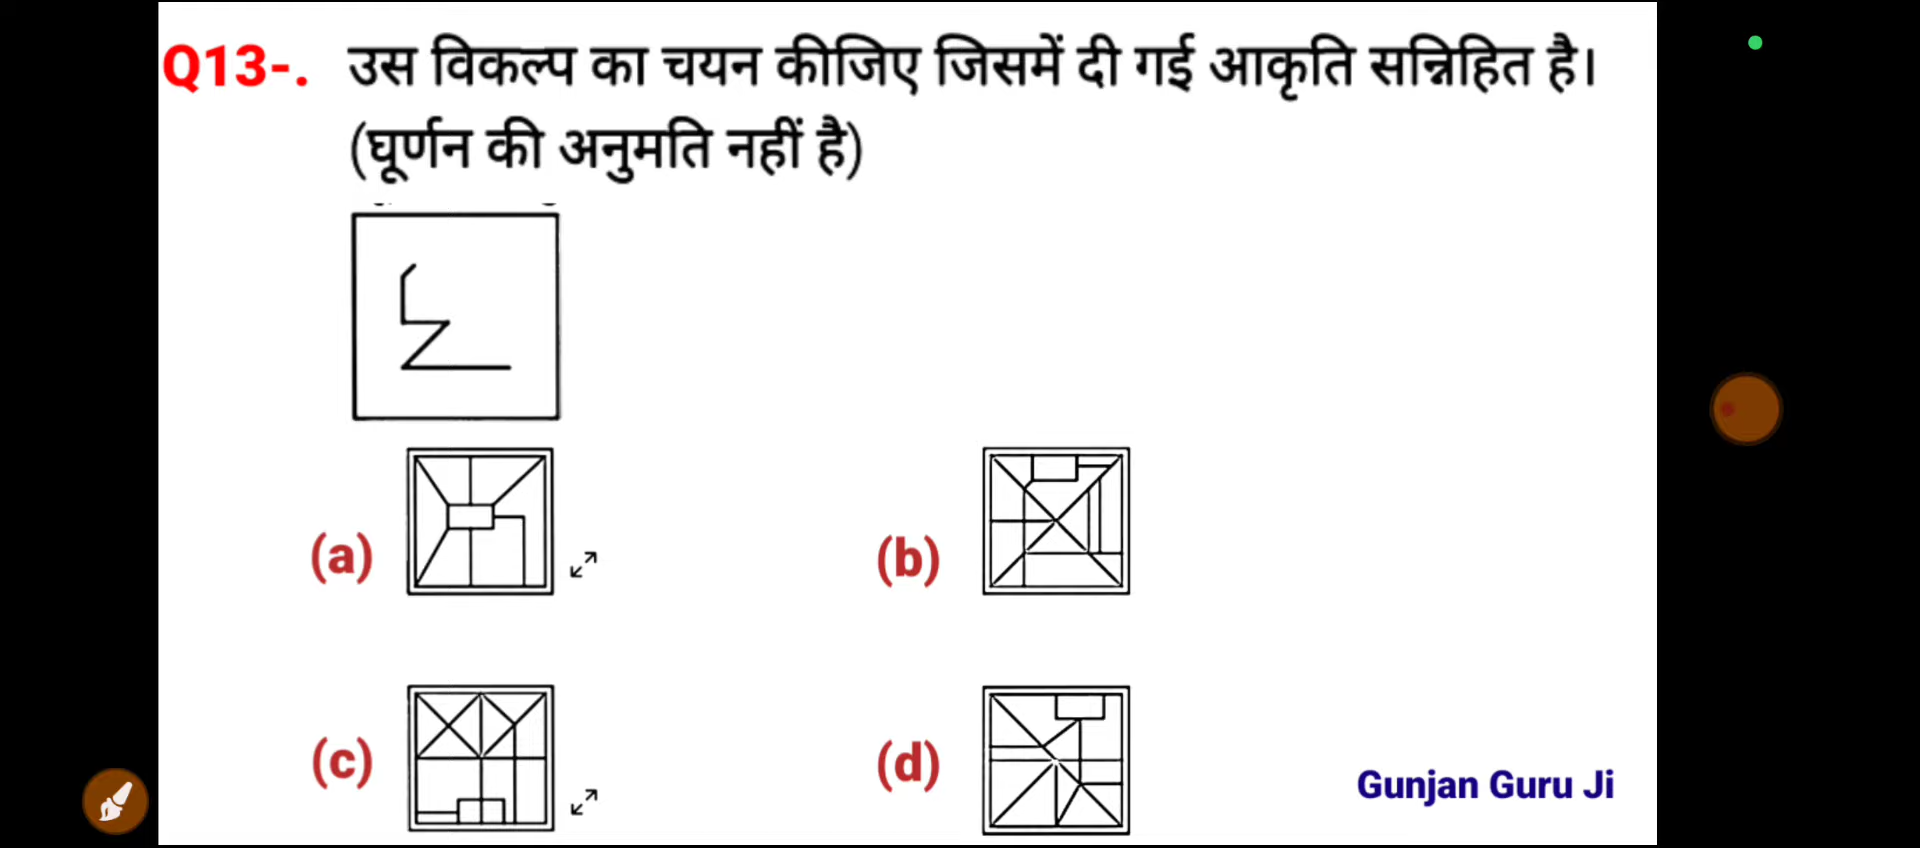 Q13-. उस विकल्प का चयन कीजिए जिसमें दी गई आकृति सन्निहित है।
(घूर्णन की अनुमति नहीं है)
(a)
(b)
(c)
(d)
Gunjan Guru Ji